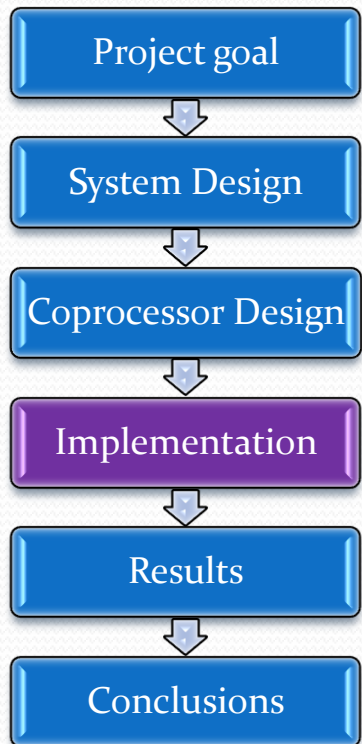 Project goal
System Design
Coprocessor Design
Implementation
Results
Conclusions